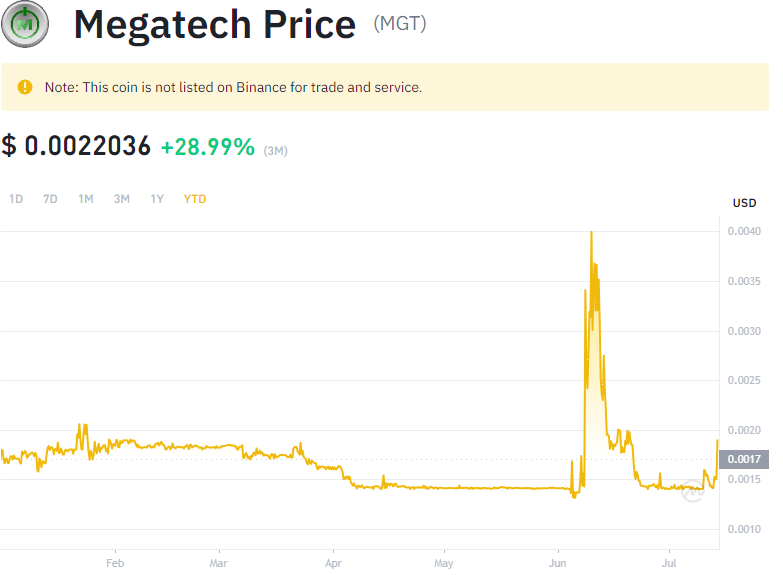 Megatech Price (MGT)
Note: This coin is not listed on Binance for trade and service.
$ 0.0022036 +28.99% (3M)
1D 7D 1M 3M 1Y YTD
USD
0.0040
0.0035
0.0030
0.0025
0.0020
0.0017
0.0015
0.0010
Feb Mar Apr May Jun Jul